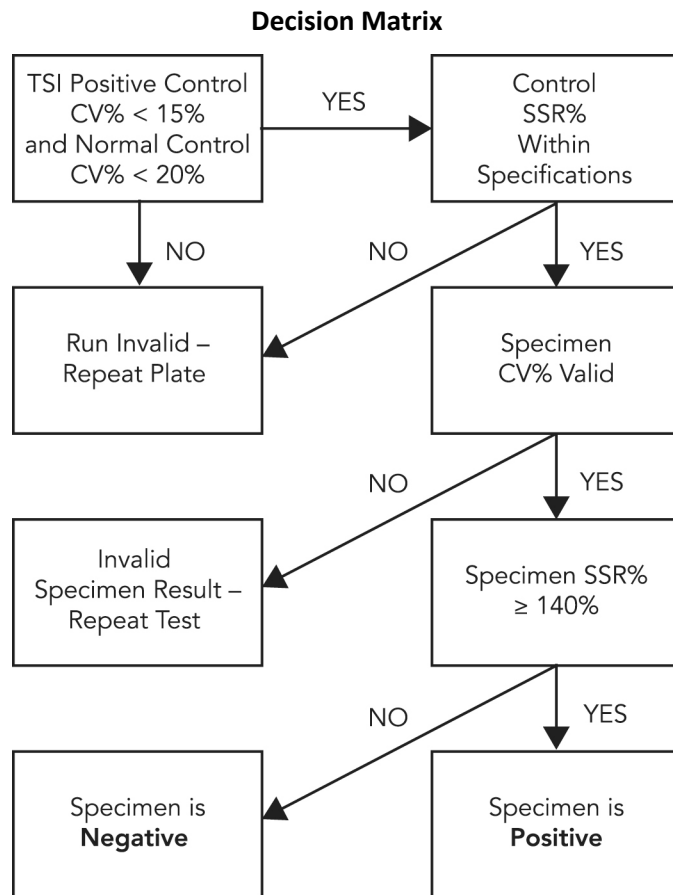 Decision Matrix
TSI Positive Control
CV% < 15%
and Normal Control
CV% < 20%
YES
Control
SSR%
Within
Specifications
NO
NO
YES
Run Invalid –
Repeat Plate
Specimen
CV% Valid
NO
YES
Invalid
Specimen Result –
Repeat Test
Specimen SSR%
≥ 140%
NO
YES
Specimen is
Negative
Specimen is
Positive